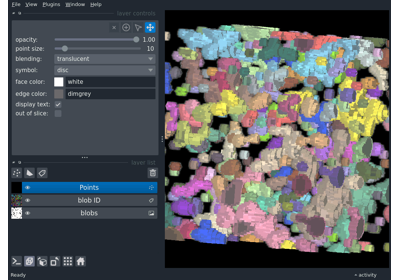 File View Plugins Window Help
layer controls
opacity: 1.00
point size: 10
blending: translucent
symbol: disc
face color: white
edge color: dimgrey
display text:
out of slice:
layer list
Points
blob ID
blobs
Ready
activity